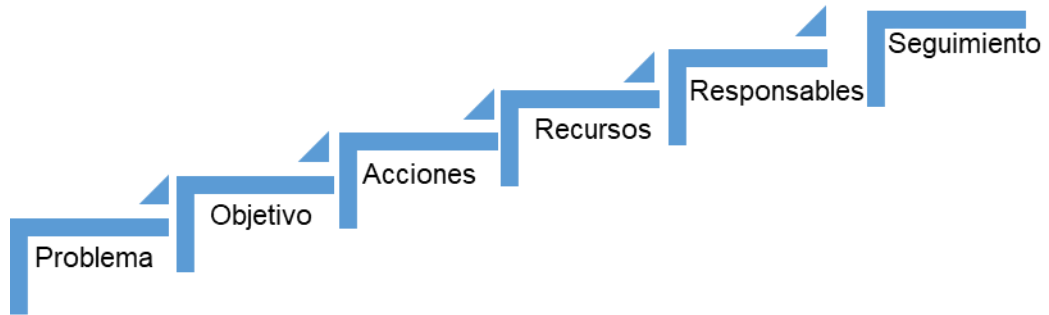 Problema
Objetivo
Acciones
Recursos
Responsables
Seguimiento